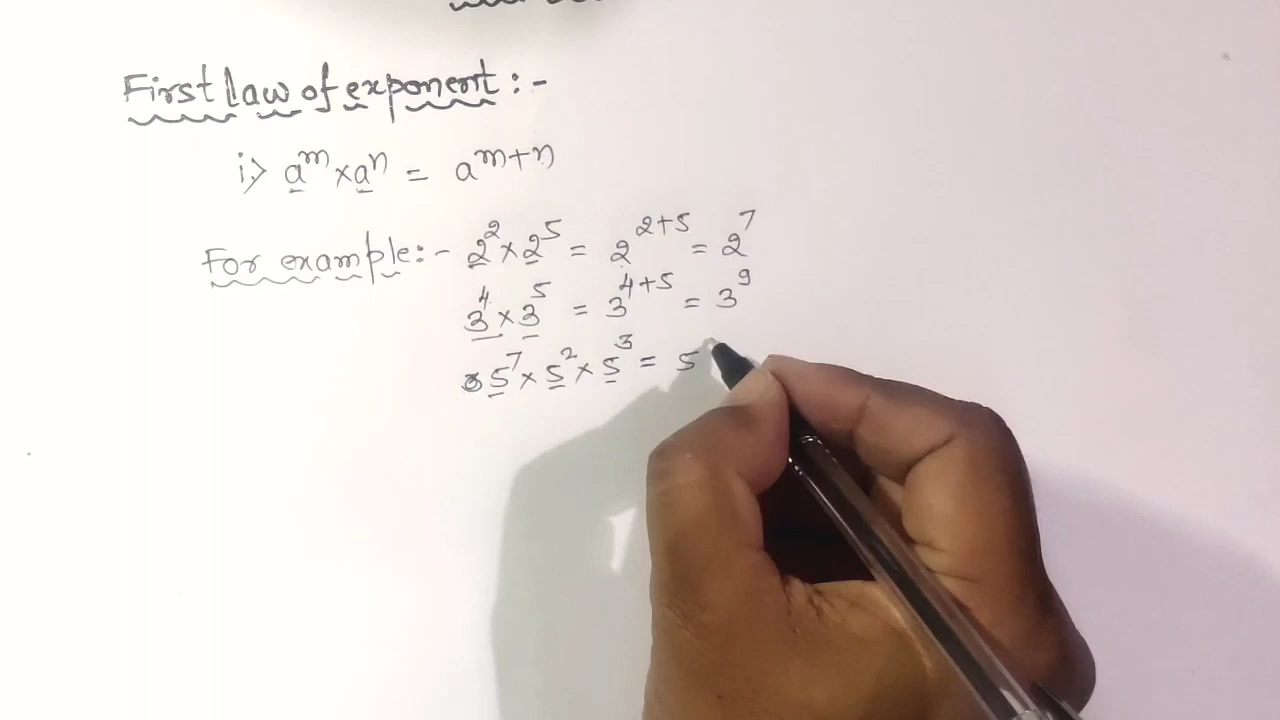 First law of exponent :-
i.> a^m × a^n = a^m+n
For example :- 2^2 × 2^5 = 2^2+5 = 2^7
3^4 × 3^5 = 3^4+5 = 3^9
5^7 × 5^2 × 5^3 = 5